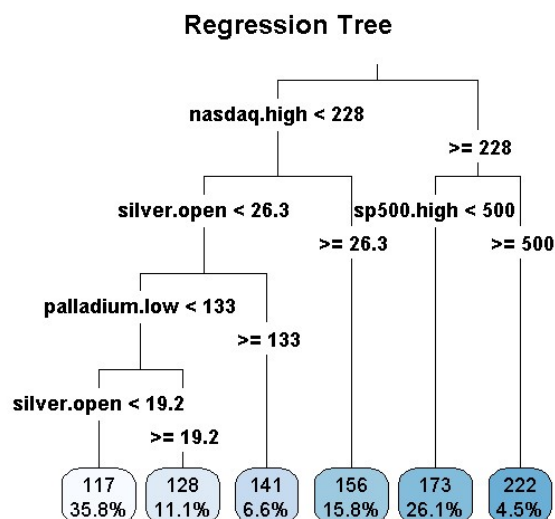 Regression Tree
nasdaq.high < 228
>= 228
silver.open < 26.3
sp500.high < 500
>= 26.3
>= 500
palladium.low < 133
>= 133
silver.open < 19.2
>= 19.2
117
35.8%
128
11.1%
141
6.6%
156
15.8%
173
26.1%
222
4.5%